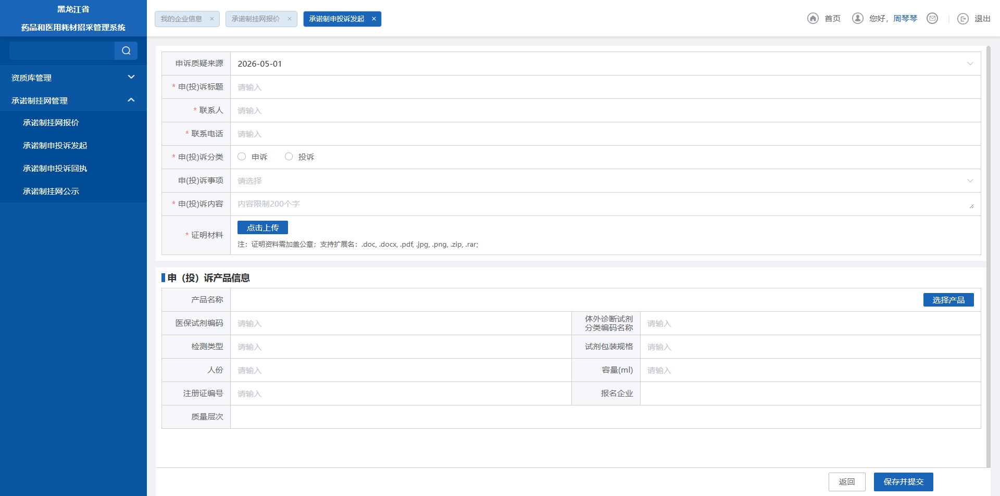 黑龙江省
药品和医用耗材招采管理系统
我的企业信息 ×
承诺制挂网报价 ×
承诺制申投诉发起 ×
首页
您好，周琴琴
退出
资质库管理
承诺制挂网管理
承诺制挂网报价
承诺制申投诉发起
承诺制申投诉回执
承诺制挂网公示
申诉质疑来源 2026-05-01
* 申(投)诉标题 请输入
* 联系人 请输入
* 联系电话 请输入
* 申(投)诉分类 申诉 投诉
申(投)诉事项 请选择
* 申(投)诉内容 内容限制200个字
* 证明材料 点击上传
注：证明资料需加盖公章；支持扩展名：.doc, .docx, .pdf, .jpg, .png, .zip, .rar;
申（投）诉产品信息
产品名称 选择产品
医保试剂编码 请输入 体外诊断试剂
分类编码名称 请输入
检测类型 请输入 试剂包装规格 请输入
人份 请输入 容量(ml) 请输入
注册证编号 请输入 报名企业
质量层次
返回 保存并提交